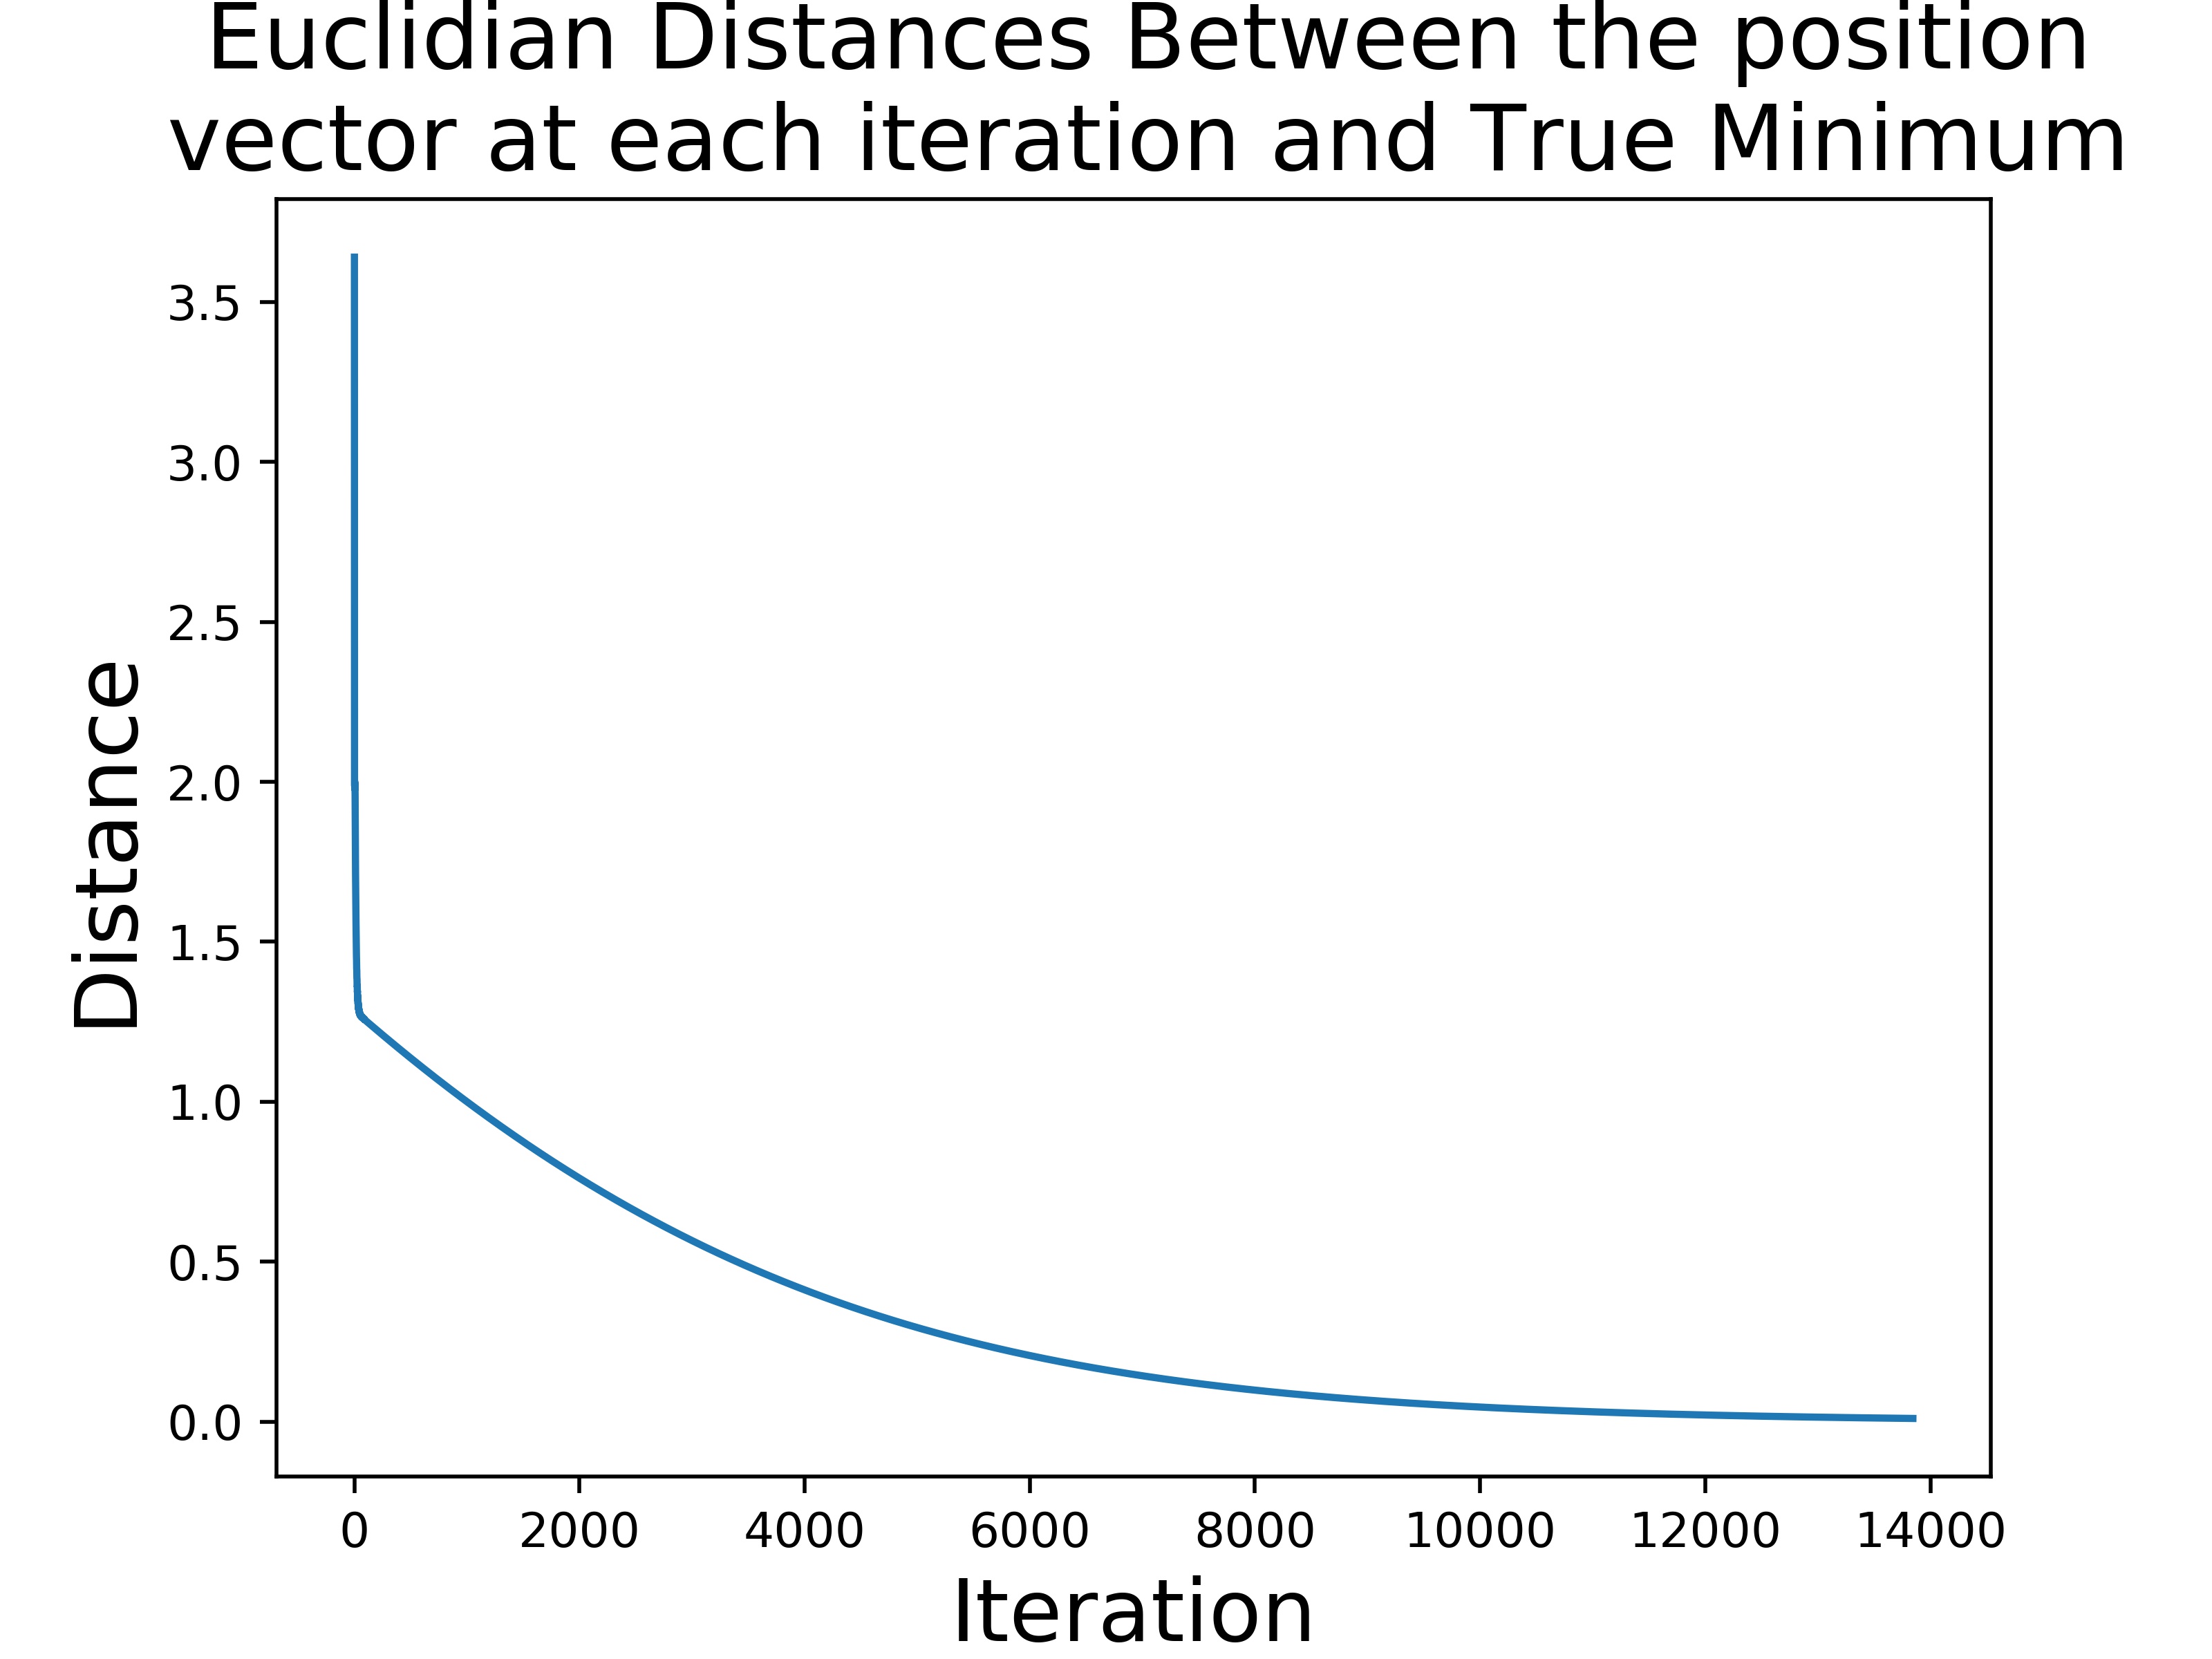 Euclidian Distances Between the position
vector at each iteration and True Minimum
3.5
3.0
2.5
2.0
1.5
1.0
0.5
0.0
Distance
0 2000 4000 6000 8000 10000 12000 14000
Iteration